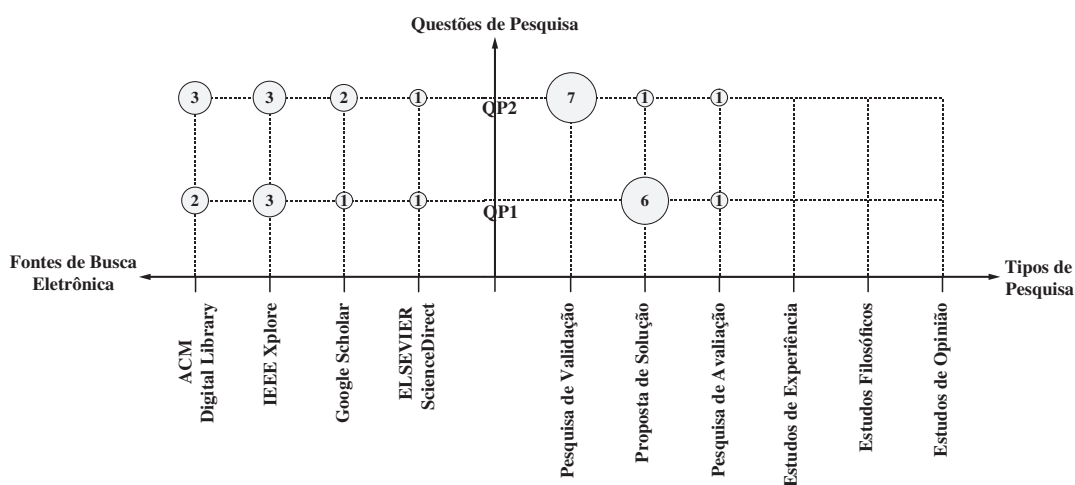 Questões de Pesquisa
3 3 2 1 QP2 7 1 1
2 3 1 1 QP1 6 1
Fontes de Busca
Eletrônica
Tipos de
Pesquisa
ACM
Digital Library
IEEE Xplore
Google Scholar
ELSEVIER
ScienceDirect
Pesquisa de Validação
Proposta de Solução
Pesquisa de Avaliação
Estudos de Experiência
Estudos Filosóficos
Estudos de Opinião